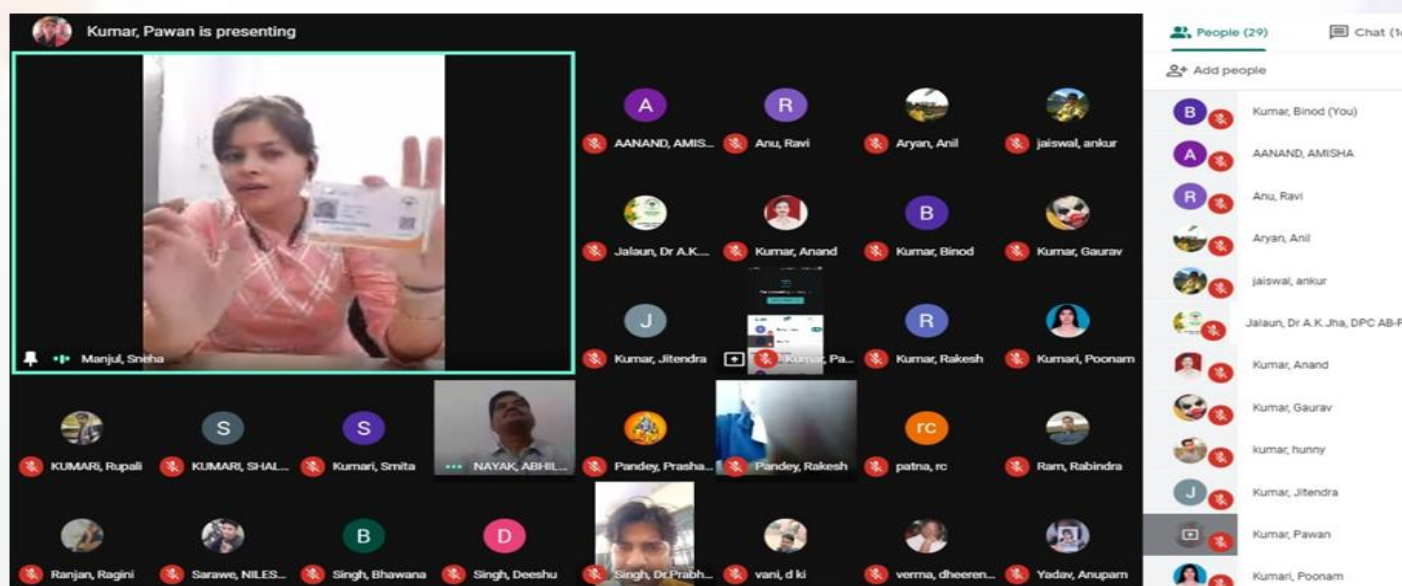 Kumar, Pawan is presenting
Manjul, Sneha
A
AANAND, AMIS...
R
Anu, Ravi
Aryan, Anil
jaiswal, ankur
Jalaun, Dr A.K....
Kumar, Anand
B
Kumar, Binod
Kumar, Gaurav
J
Kumar, Jitendra
Kumar, Pa...
R
Kumar, Rakesh
Kumari, Poonam
KUMARi, Rupali
S
KUMARI, SHAL...
S
Kumari, Smita
NAYAK, ABHIL...
Pandey, Prasha...
Pandey, Rakesh
rc
patna, rc
Ram, Rabindra
Ranjan, Ragini
Sarawe, NILES...
B
Singh, Bhawana
D
Singh, Deeshu
Singh, Dr.Prabh...
vani, d ki
verma, dheeren...
Yadav, Anupam
People (29)
Chat
Add people
B
Kumar, Binod (You)
A
AANAND, AMISHA
R
Anu, Ravi
Aryan, Anil
jaiswal, ankur
Jalaun, Dr A.K.Jha, DPC
Kumar, Anand
Kumar, Gaurav
kumar, hunny
J
Kumar, Jitendra
Kumar, Pawan
Kumari, Poonam